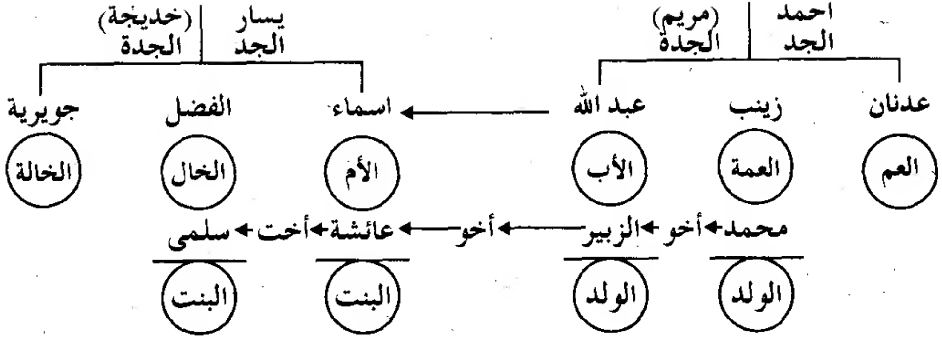 احمد (مريم) يسار (خديجة)
الجد الجدة الجد الجدة
عدنان زينب عبد الله اسماء الفضل جويرية
العم العمة الأب الأم الخال الخالة
محمد أخو الزبير أخو عائشة أخت سلمى
الولد الولد البنت البنت